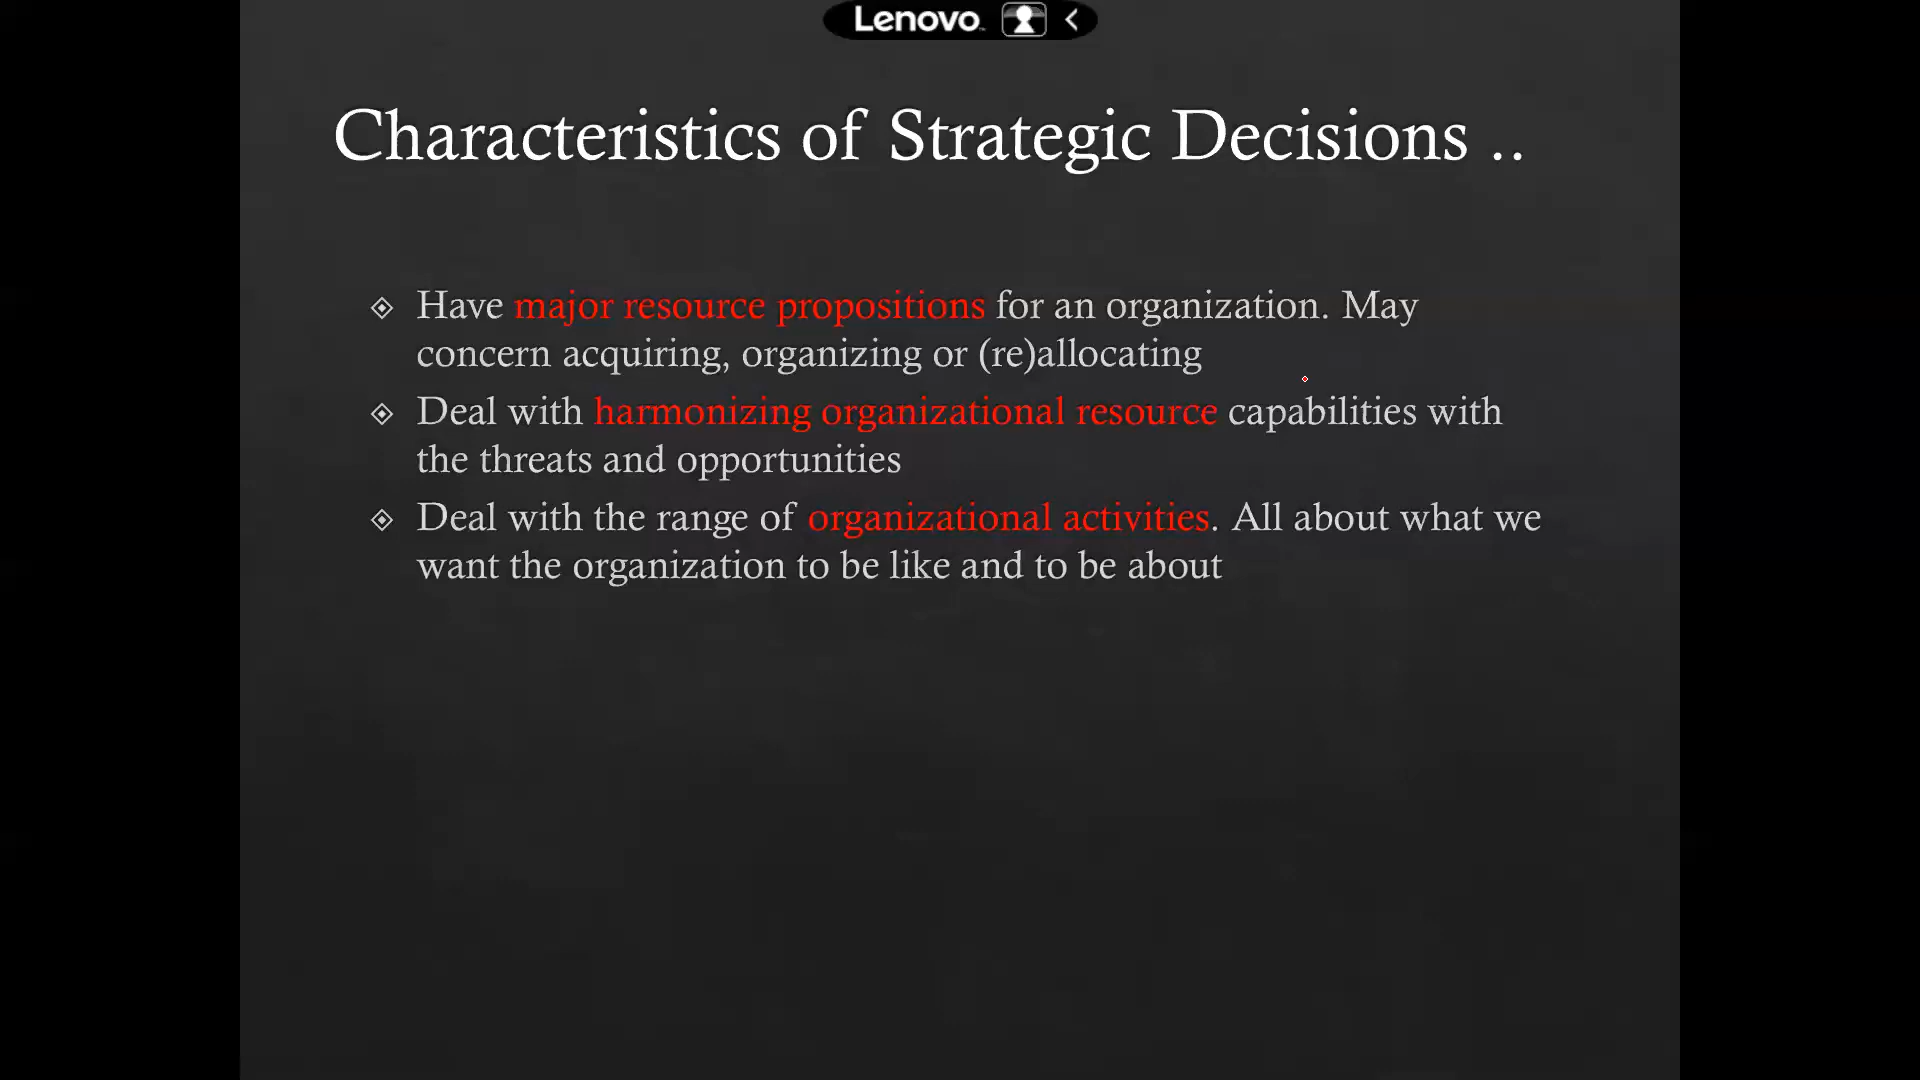 Lenovo
Characteristics of Strategic Decisions ..
Have major resource propositions for an organization. May
concern acquiring, organizing or (re)allocating
Deal with harmonizing organizational resource capabilities with
the threats and opportunities
Deal with the range of organizational activities. All about what we
want the organization to be like and to be about